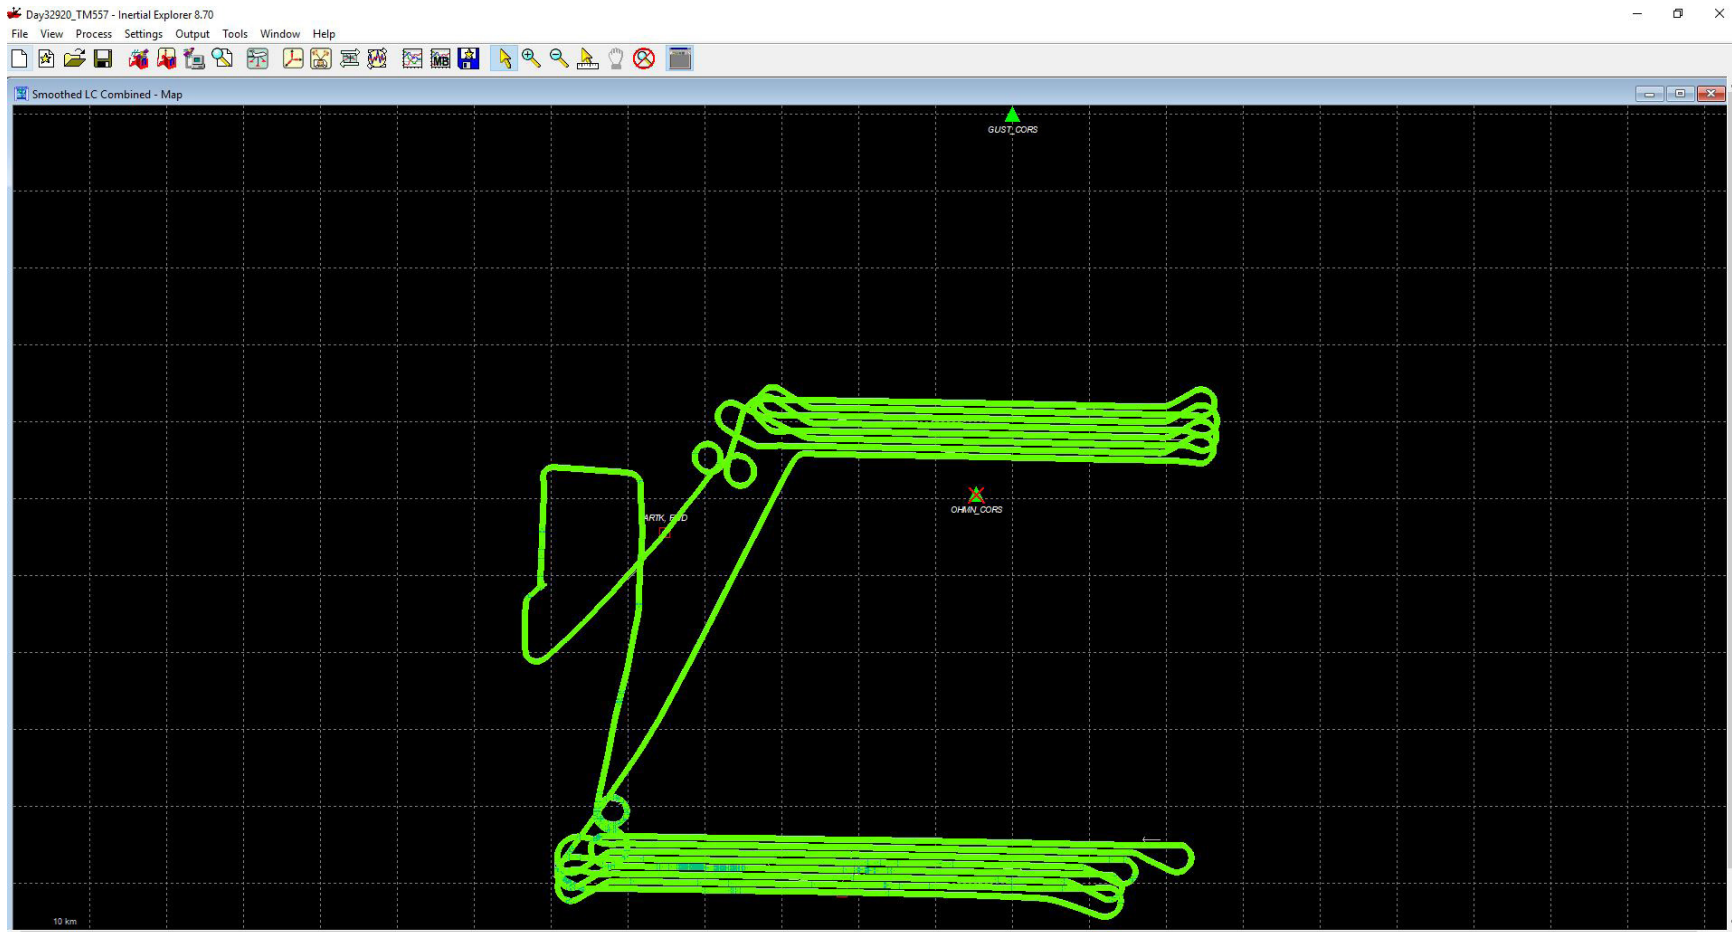 Day32920_TM557 - Inertial Explorer 8.70
File View Process Settings Output Tools Window Help
MB
Smoothed LC Combined - Map
GUST_CORS
OHMN_CORS
10 km